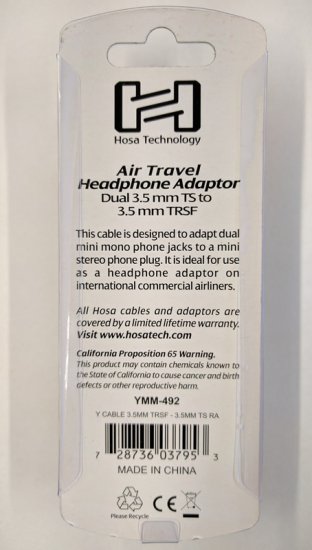 Hosa Technology
Air Travel
Headphone Adaptor
Dual 3.5 mm TS to
3.5 mm TRSF
This cable is designed to adapt dual
mini mono phone jacks to a mini
stereo phone plug. It is ideal for use
as a headphone adaptor on
international commercial airliners.
All Hosa cables and adaptors are
covered by a limited lifetime warranty.
Visit www.hosatech.com
California Proposition 65 Warning.
This product may contain chemicals known to
the State of California to cause cancer and birth
defects or other reproductive harm.
YMM-492
Y CABLE 3.5MM TRSF - 3.5MM TS RA
7 28736 03795 3
MADE IN CHINA
CE
Please Recycle